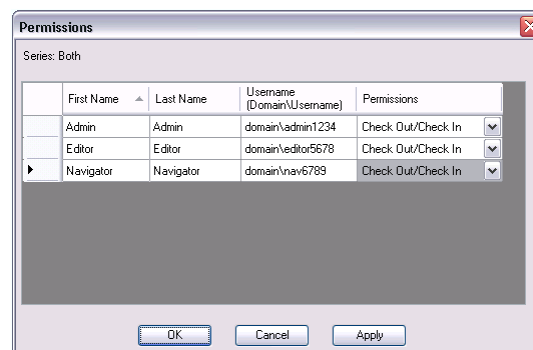 Permissions
Series: Both
First Name Last Name Username (Domain\Username) Permissions
Admin Admin domain\admin1234 Check Out/Check In
Editor Editor domain\editor5678 Check Out/Check In
Navigator Navigator domain\nav6789 Check Out/Check In
OK Cancel Apply